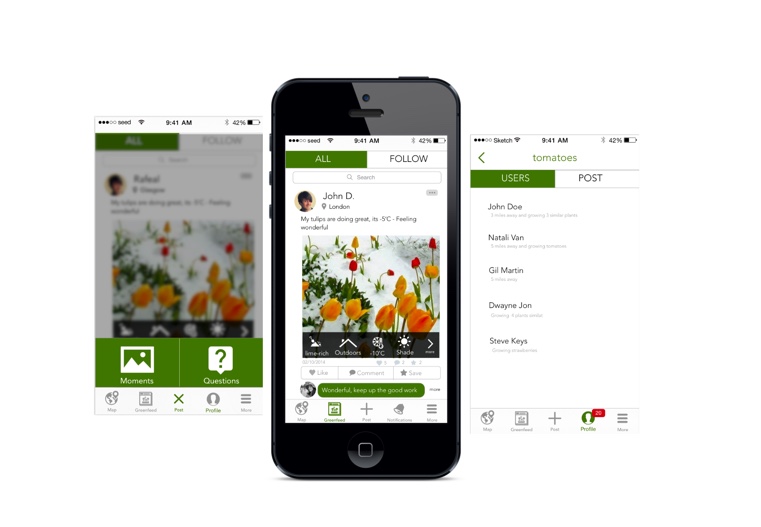 seed 9:41 AM 42%
ALL FOLLOW
Search
Rafeal
Glasgow
My tulips are doing great, its -5'C - Feeling
wonderful
Moments Questions
Map Greenfeed Post Profile More
seed 9:41 AM 42%
ALL FOLLOW
Search
John D.
London
My tulips are doing great, its -5'C - Feeling
wonderful
lime-rich Outdoors -10'C Shade more
Like Comment Save
Wonderful, keep up the good work more
Map Greenfeed Post Notifications More
Sketch 9:41 AM 42%
tomatoes
USERS POST
John Doe
5 miles away and growing 3 similar plants
Natali Van
5 miles away and growing tomatoes
Gil Martin
5 miles away
Dwayne Jon
Growing 4 plants similar
Steve Keys
Growing strawberries
20
Map Greenfeed Post Profile More